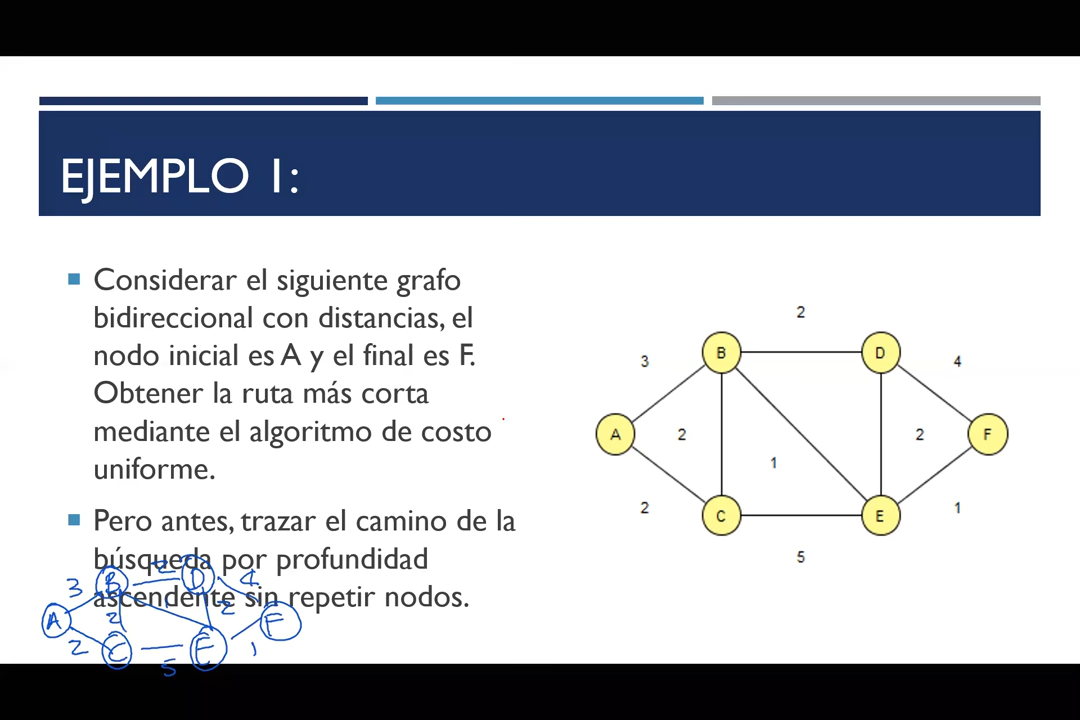 EJEMPLO 1:
Considerar el siguiente grafo
bidireccional con distancias, el
nodo inicial es A y el final es F.
Obtener la ruta más corta
mediante el algoritmo de costo
uniforme.
Pero antes, trazar el camino de la
búsqueda por profundidad
ascendente sin repetir nodos.
2
3
B
D
4
A
2
2
F
1
2
C
E
1
5
3
B
2
D
4
A
2
2
F
2
C
E
1
5